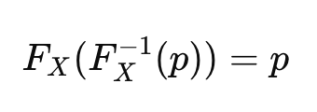 F_X(F_X^{-1}(p)) = p